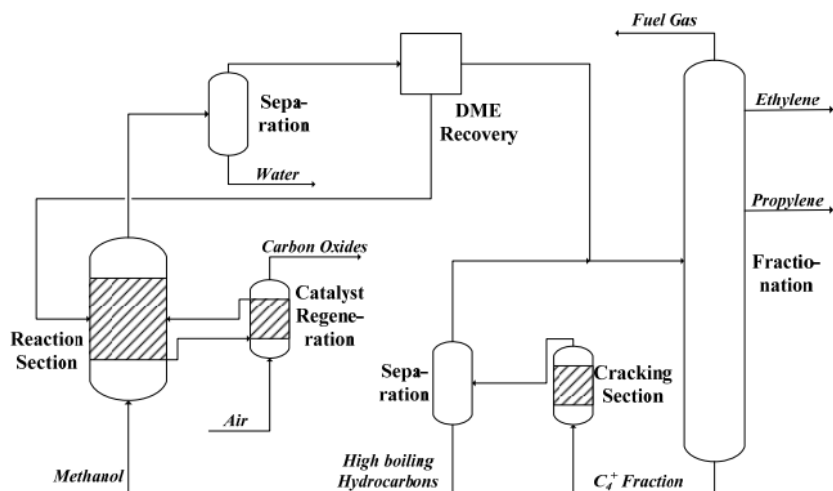 Fuel Gas
Sepa-
ration
DME
Recovery
Ethylene
Water
Propylene
Carbon Oxides
Catalyst
Regene-
ration
Fractio-
nation
Reaction
Section
Sepa-
ration
Cracking
Section
Air
Methanol
High boiling
Hydrocarbons
C₄⁺ Fraction